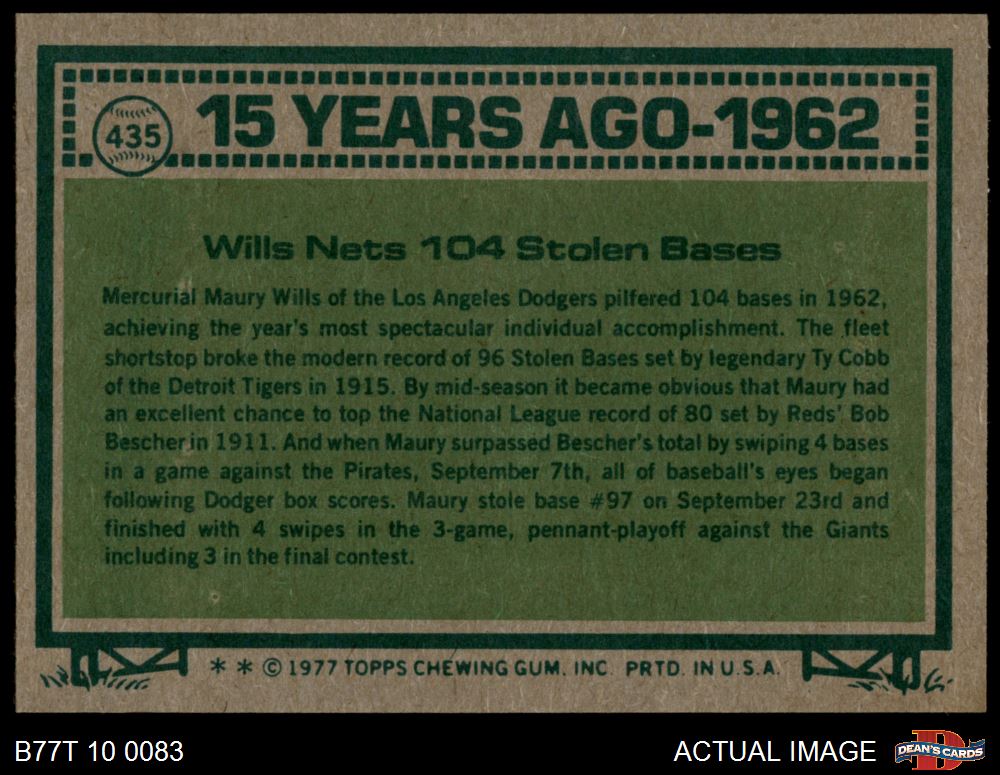 435
15 YEARS AGO-1962
Wills Nets 104 Stolen Bases
Mercurial Maury Wills of the Los Angeles Dodgers pilfered 104 bases in 1962,
achieving the year's most spectacular individual accomplishment. The fleet
shortstop broke the modern record of 96 Stolen Bases set by legendary Ty Cobb
of the Detroit Tigers in 1915. By mid-season it became obvious that Maury had
an excellent chance to top the National League record of 80 set by Reds' Bob
Bescher in 1911. And when Maury surpassed Bescher's total by swiping 4 bases
in a game against the Pirates, September 7th, all of baseball's eyes began
following Dodger box scores. Maury stole base #97 on September 23rd and
finished with 4 swipes in the 3-game, pennant-playoff against the Giants
including 3 in the final contest.
* * © 1977 TOPPS CHEWING GUM. INC. PRTD. IN U.S.A.
B77T 10 0083
ACTUAL IMAGE
DEAN'S CARDS